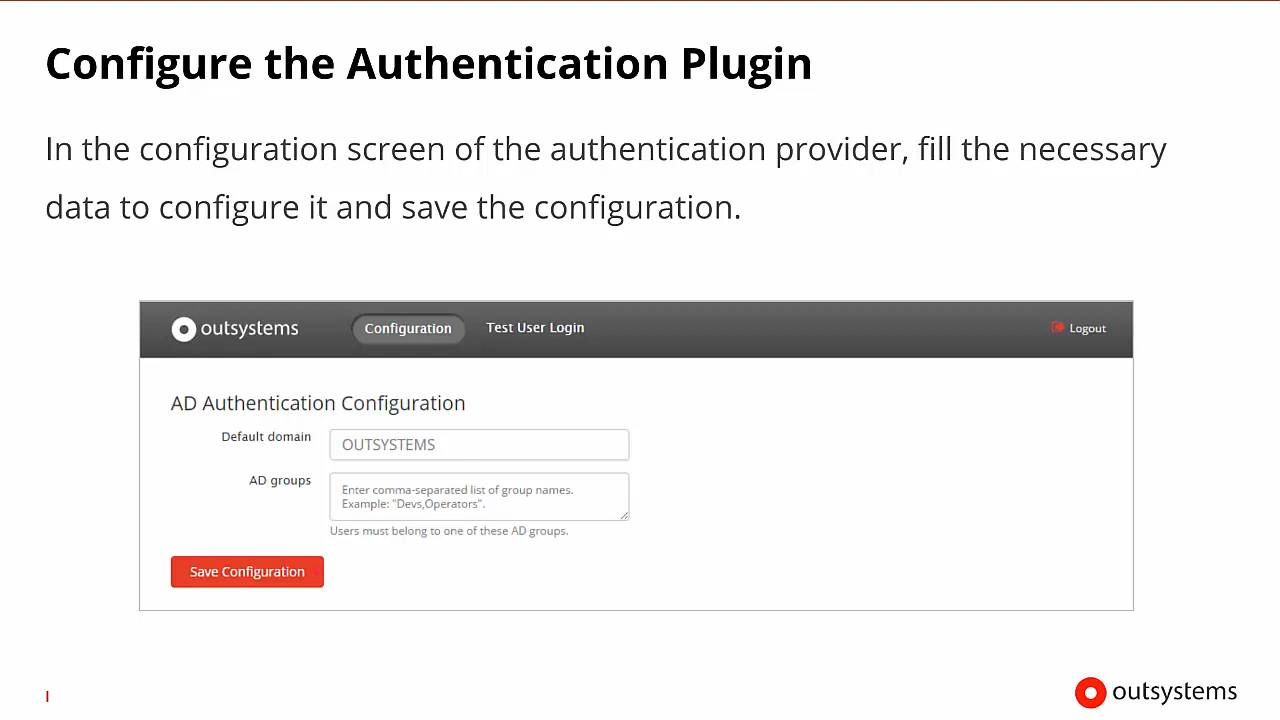 Configure the Authentication Plugin
In the configuration screen of the authentication provider, fill the necessary
data to configure it and save the configuration.
outsystems
Configuration
Test User Login
Logout
AD Authentication Configuration
Default domain
OUTSYSTEMS
AD groups
Enter comma-separated list of group names.
Example: "Devs,Operators".
Users must belong to one of these AD groups.
Save Configuration
outsystems